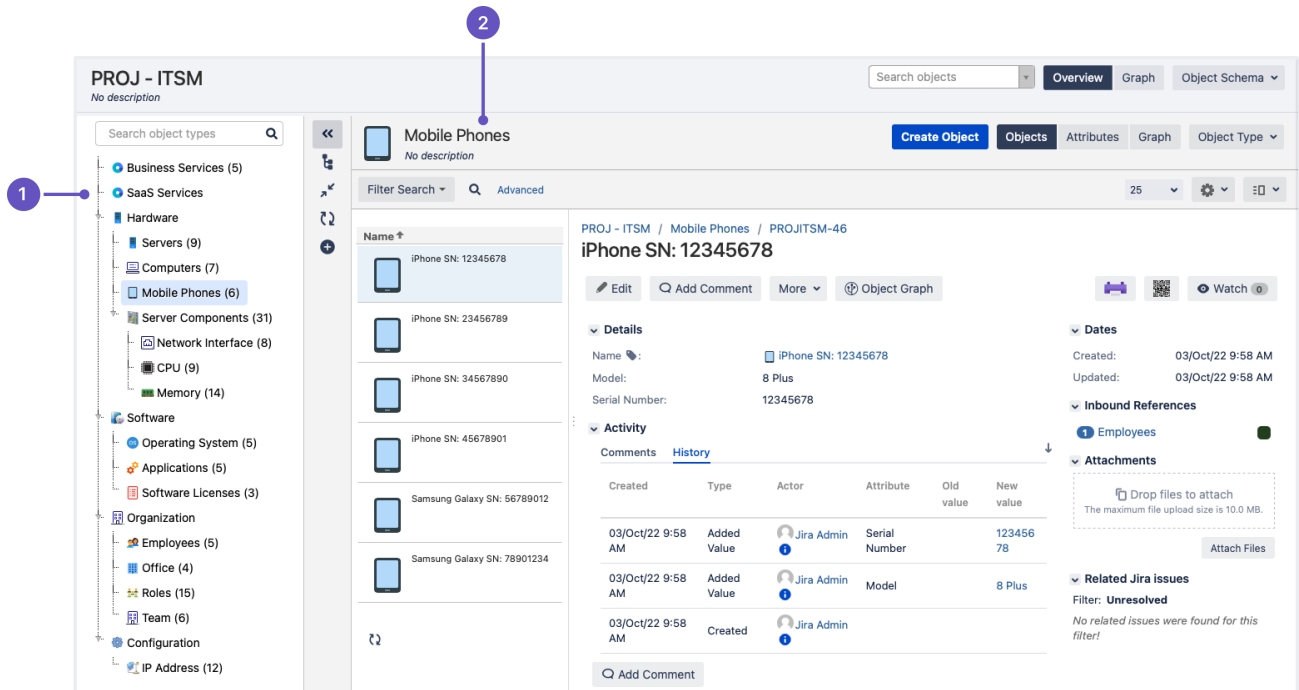 2
PROJ - ITSM
No description
Search objects
Overview
Graph
Object Schema
1
Search object types
Business Services (5)
SaaS Services
Hardware
Servers (9)
Computers (7)
Mobile Phones (6)
Server Components (31)
Network Interface (8)
CPU (9)
Memory (14)
Software
Operating System (5)
Applications (5)
Software Licenses (3)
Organization
Employees (5)
Office (4)
Roles (15)
Team (6)
Configuration
IP Address (12)
Mobile Phones
No description
Create Object
Objects
Attributes
Graph
Object Type
Filter Search
Advanced
25
Name
iPhone SN: 12345678
iPhone SN: 23456789
iPhone SN: 34567890
iPhone SN: 45678901
Samsung Galaxy SN: 56789012
Samsung Galaxy SN: 78901234
PROJ - ITSM / Mobile Phones / PROJITSM-46
iPhone SN: 12345678
Edit
Add Comment
More
Object Graph
Watch 0
Details
Name :
iPhone SN: 12345678
Model:
8 Plus
Serial Number:
12345678
Activity
Comments
History
Created Type Actor Attribute Old value New value
03/Oct/22 9:58 AM Added Value Jira Admin Serial Number 12345678
03/Oct/22 9:58 AM Added Value Jira Admin Model 8 Plus
03/Oct/22 9:58 AM Created Jira Admin
Add Comment
Dates
Created: 03/Oct/22 9:58 AM
Updated: 03/Oct/22 9:58 AM
Inbound References
1 Employees
Attachments
Drop files to attach
The maximum file upload size is 10.0 MB.
Attach Files
Related Jira issues
Filter: Unresolved
No related issues were found for this
filter!